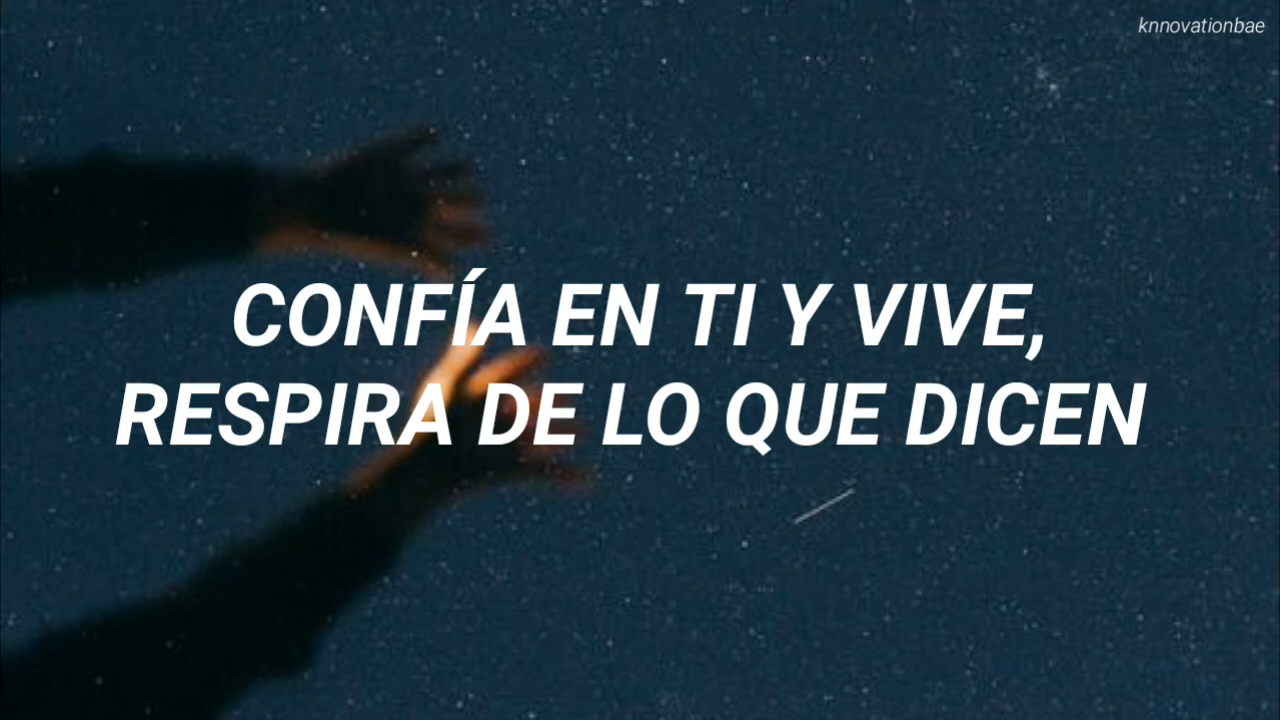 knnovationbae
CONFÍA EN TI Y VIVE,
RESPIRA DE LO QUE DICEN